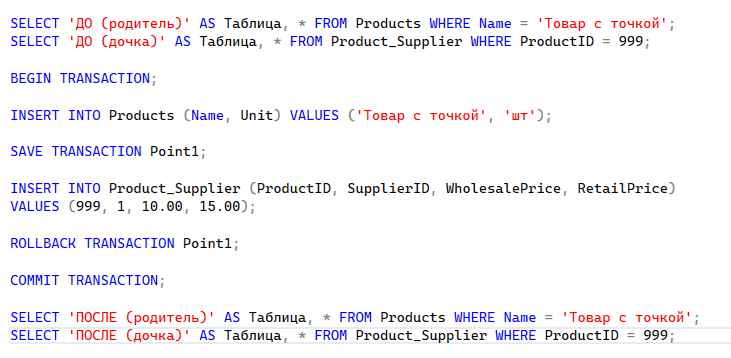 SELECT 'ДО (родитель)' AS Таблица, * FROM Products WHERE Name = 'Товар с точкой';
SELECT 'ДО (дочка)' AS Таблица, * FROM Product_Supplier WHERE ProductID = 999;
BEGIN TRANSACTION;
INSERT INTO Products (Name, Unit) VALUES ('Товар с точкой', 'шт');
SAVE TRANSACTION Point1;
INSERT INTO Product_Supplier (ProductID, SupplierID, WholesalePrice, RetailPrice)
VALUES (999, 1, 10.00, 15.00);
ROLLBACK TRANSACTION Point1;
COMMIT TRANSACTION;
SELECT 'ПОСЛЕ (родитель)' AS Таблица, * FROM Products WHERE Name = 'Товар с точкой';
SELECT 'ПОСЛЕ (дочка)' AS Таблица, * FROM Product_Supplier WHERE ProductID = 999;